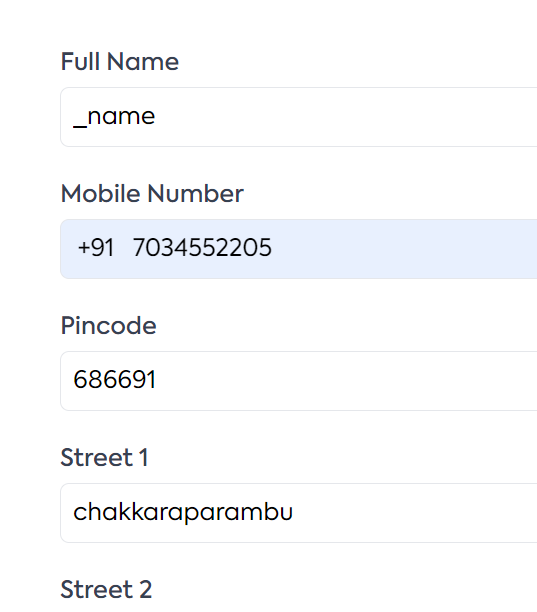 Full Name
_name
Mobile Number
+91 7034552205
Pincode
686691
Street 1
chakkaraparambu
Street 2